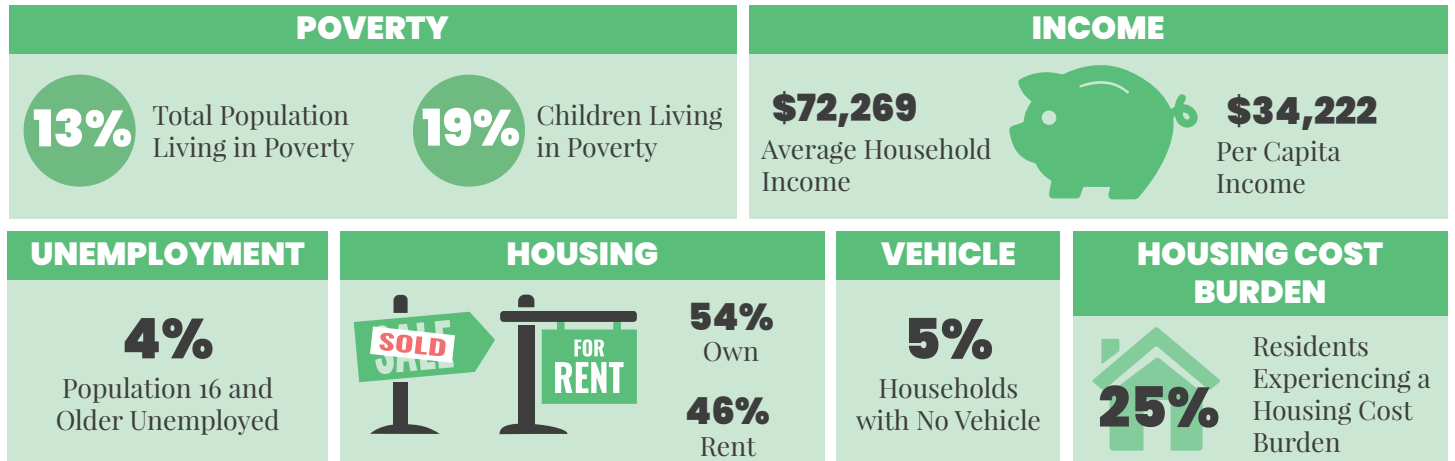 POVERTY
13%
Total Population
Living in Poverty
19%
Children Living
in Poverty
INCOME
$72,269
Average Household
Income
$34,222
Per Capita
Income
UNEMPLOYMENT
4%
Population 16 and
Older Unemployed
HOUSING
SALE
SOLD
FOR
RENT
54%
Own
46%
Rent
VEHICLE
5%
Households
with No Vehicle
HOUSING COST
BURDEN
25%
Residents
Experiencing a
Housing Cost
Burden